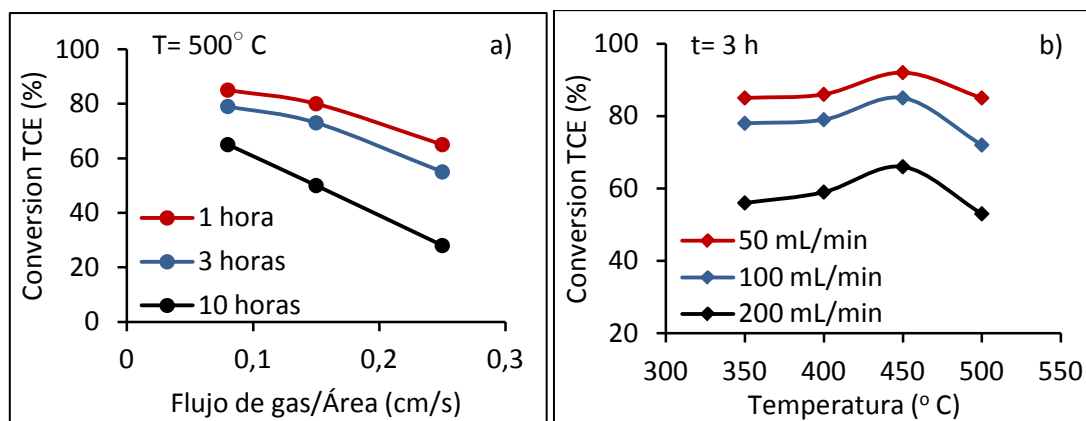 T= 500° C
a)
Conversion TCE (%)
100
80
60
40
20
0
1 hora
3 horas
10 horas
0
0,1
0,2
0,3
Flujo de gas/Área (cm/s)
t= 3 h
b)
Conversion TCE (%)
100
80
60
40
20
50 mL/min
100 mL/min
200 mL/min
300
350
400
450
500
550
Temperatura (° C)